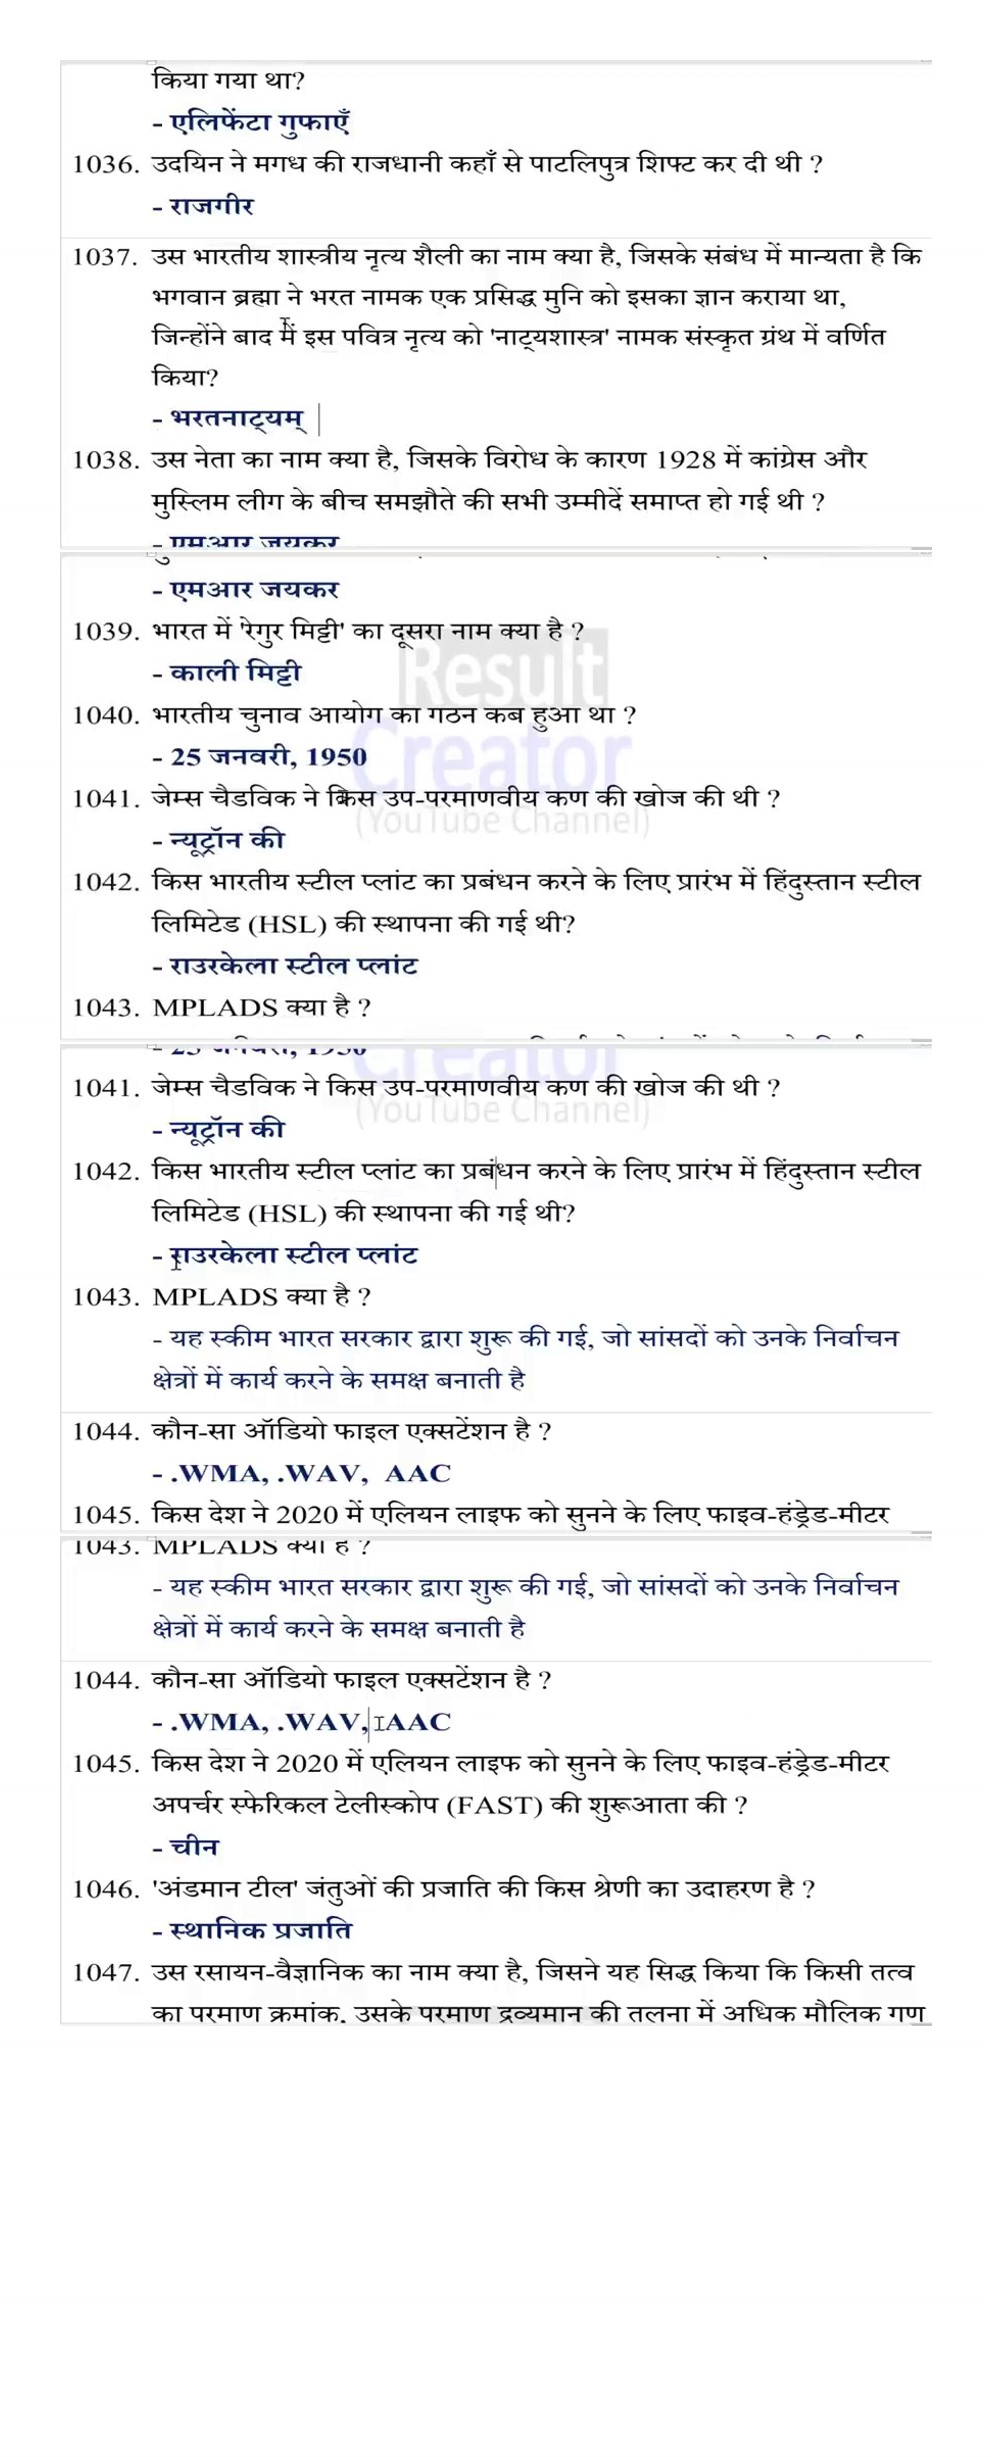 किया गया था?
- एलिफेंटा गुफाएँ
1036. उदयिन ने मगध की राजधानी कहाँ से पाटलिपुत्र शिफ्ट कर दी थी ?
- राजगीर
1037. उस भारतीय शास्त्रीय नृत्य शैली का नाम क्या है, जिसके संबंध में मान्यता है कि
भगवान ब्रह्मा ने भरत नामक एक प्रसिद्ध मुनि को इसका ज्ञान कराया था,
जिन्होंने बाद में इस पवित्र नृत्य को 'नाट्यशास्त्र' नामक संस्कृत ग्रंथ में वर्णित
किया?
- भरतनाट्यम्
1038. उस नेता का नाम क्या है, जिसके विरोध के कारण 1928 में कांग्रेस और
मुस्लिम लीग के बीच समझौते की सभी उम्मीदें समाप्त हो गई थी ?
- एमआर जयकर
- एमआर जयकर
1039. भारत में 'रेगुर मिट्टी' का दूसरा नाम क्या है ?
Result
- काली मिट्टी
1040. भारतीय चुनाव आयोग का गठन कब हुआ था ?
Creator
- 25 जनवरी, 1950
1041. जेम्स चैडविक ने किस उप-परमाणवीय कण की खोज की थी ?
(YouTube Channel)
- न्यूट्रॉन की
1042. किस भारतीय स्टील प्लांट का प्रबंधन करने के लिए प्रारंभ में हिंदुस्तान स्टील
लिमिटेड (HSL) की स्थापना की गई थी?
- राउरकेला स्टील प्लांट
1043. MPLADS क्या है ?
- 25 जनवरी, 1950
Creator
1041. जेम्स चैडविक ने किस उप-परमाणवीय कण की खोज की थी ?
(YouTube Channel)
- न्यूट्रॉन की
1042. किस भारतीय स्टील प्लांट का प्रबंधन करने के लिए प्रारंभ में हिंदुस्तान स्टील
लिमिटेड (HSL) की स्थापना की गई थी?
- राउरकेला स्टील प्लांट
1043. MPLADS क्या है ?
- यह स्कीम भारत सरकार द्वारा शुरू की गई, जो सांसदों को उनके निर्वाचन
क्षेत्रों में कार्य करने के समक्ष बनाती है
1044. कौन-सा ऑडियो फाइल एक्सटेंशन है ?
- .WMA, .WAV, AAC
1045. किस देश ने 2020 में एलियन लाइफ को सुनने के लिए फाइव-हंड्रेड-मीटर
1043. MPLADS क्या है ?
- यह स्कीम भारत सरकार द्वारा शुरू की गई, जो सांसदों को उनके निर्वाचन
क्षेत्रों में कार्य करने के समक्ष बनाती है
1044. कौन-सा ऑडियो फाइल एक्सटेंशन है ?
- .WMA, .WAV, AAC
1045. किस देश ने 2020 में एलियन लाइफ को सुनने के लिए फाइव-हंड्रेड-मीटर
अपर्चर स्फेरिकल टेलीस्कोप (FAST) की शुरूआता की ?
- चीन
1046. 'अंडमान टील' जंतुओं की प्रजाति की किस श्रेणी का उदाहरण है ?
- स्थानिक प्रजाति
1047. उस रसायन-वैज्ञानिक का नाम क्या है, जिसने यह सिद्ध किया कि किसी तत्व
का परमाणु क्रमांक, उसके परमाणु द्रव्यमान की तुलना में अधिक मौलिक गुण